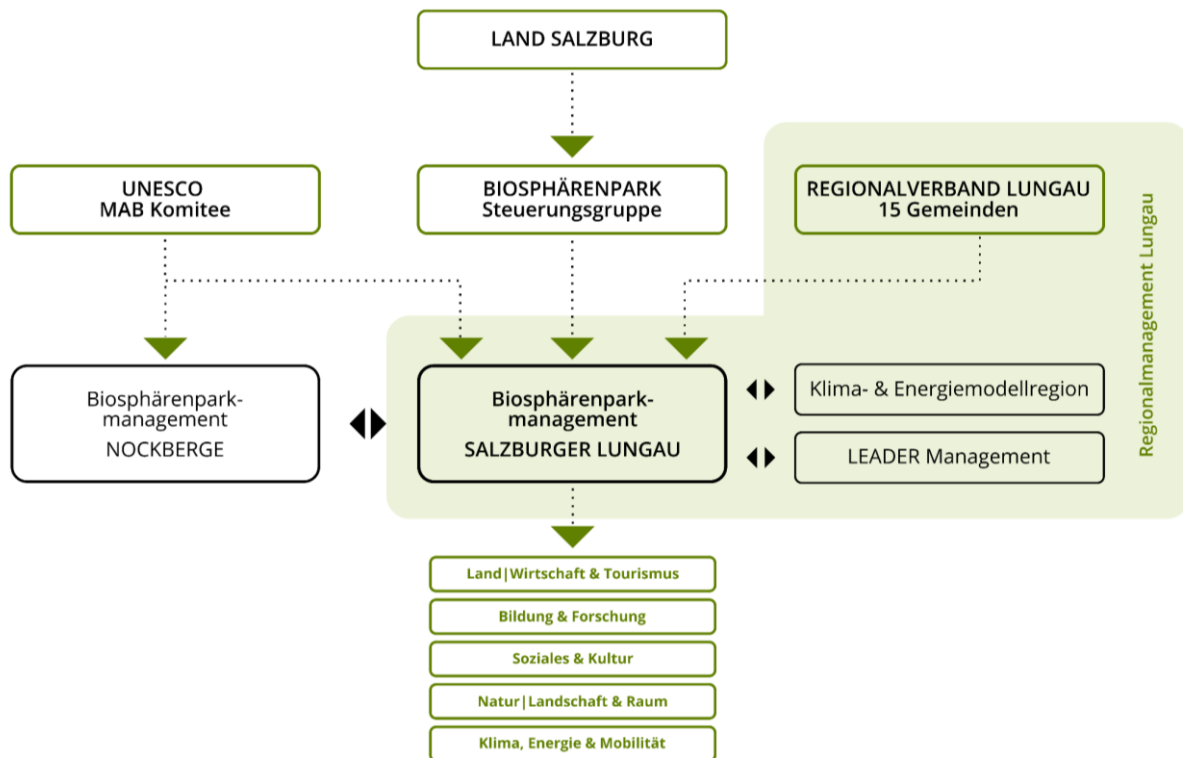 LAND SALZBURG
UNESCO
MAB Komitee
BIOSPHÄRENPARK
Steuerungsgruppe
REGIONALVERBAND LUNGAU
15 Gemeinden
Regionalmanagement Lungau
Biosphärenpark-
management
NOCKBERGE
Biosphärenpark-
management
SALZBURGER LUNGAU
Klima- & Energiemodellregion
LEADER Management
Land|Wirtschaft & Tourismus
Bildung & Forschung
Soziales & Kultur
Natur|Landschaft & Raum
Klima, Energie & Mobilität